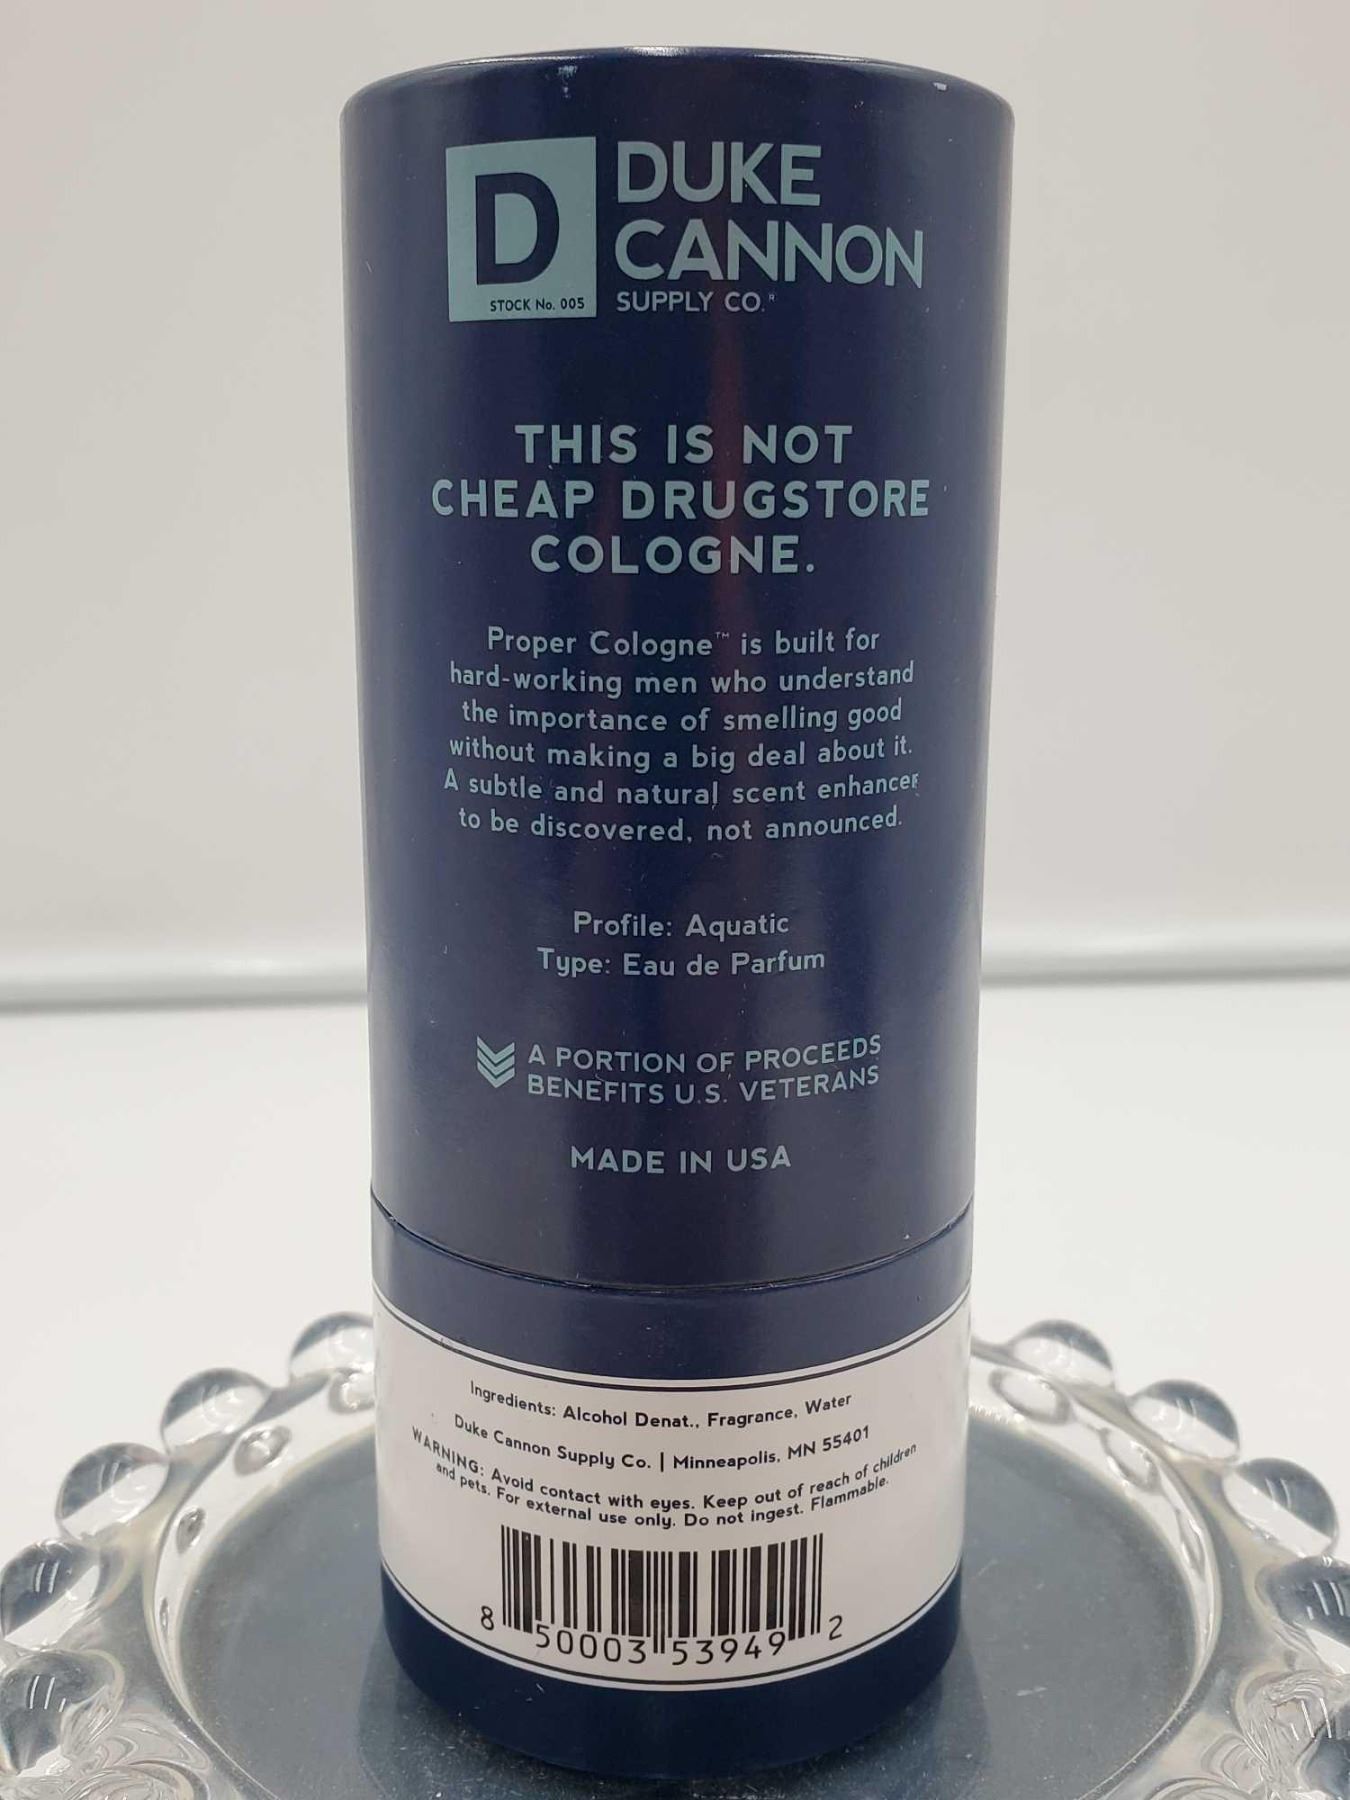 D
STOCK No. 005
DUKE
CANNON
SUPPLY CO.®
THIS IS NOT
CHEAP DRUGSTORE
COLOGNE.
Proper Cologne™ is built for
hard-working men who understand
the importance of smelling good
without making a big deal about it.
A subtle and natural scent enhancer
to be discovered, not announced.
Profile: Aquatic
Type: Eau de Parfum
A PORTION OF PROCEEDS
BENEFITS U.S. VETERANS
MADE IN USA
Ingredients: Alcohol Denat., Fragrance, Water
Duke Cannon Supply Co. | Minneapolis, MN 55401
WARNING: Avoid contact with eyes. Keep out of reach of children
and pets. For external use only. Do not ingest. Flammable.
8 50003 53949 2